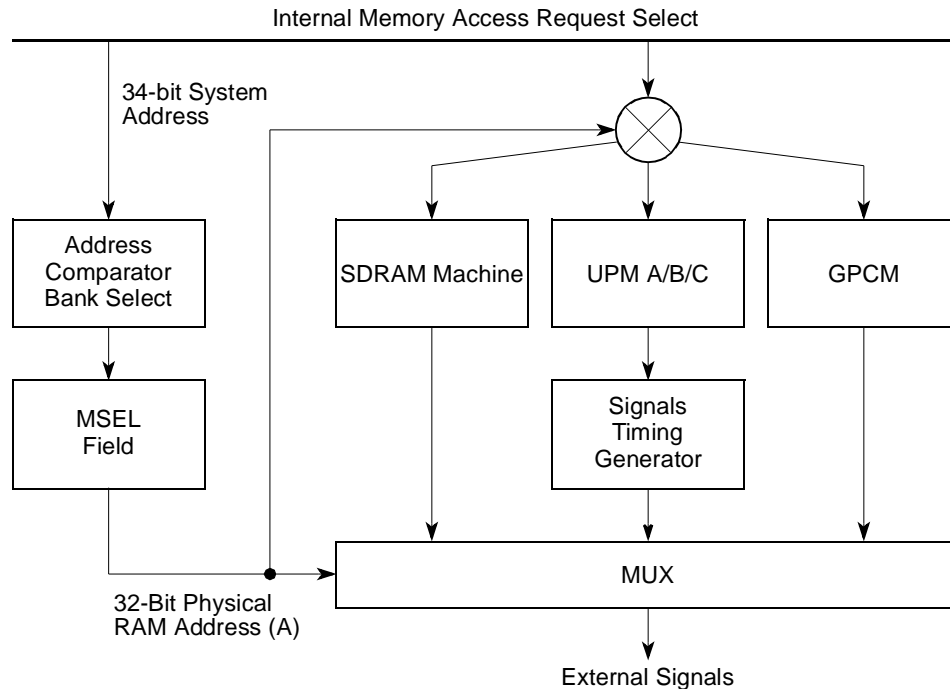 Internal Memory Access Request Select
34-bit System
Address
Address
Comparator
Bank Select
SDRAM Machine
UPM A/B/C
GPCM
MSEL
Field
Signals
Timing
Generator
MUX
32-Bit Physical
RAM Address (A)
External Signals